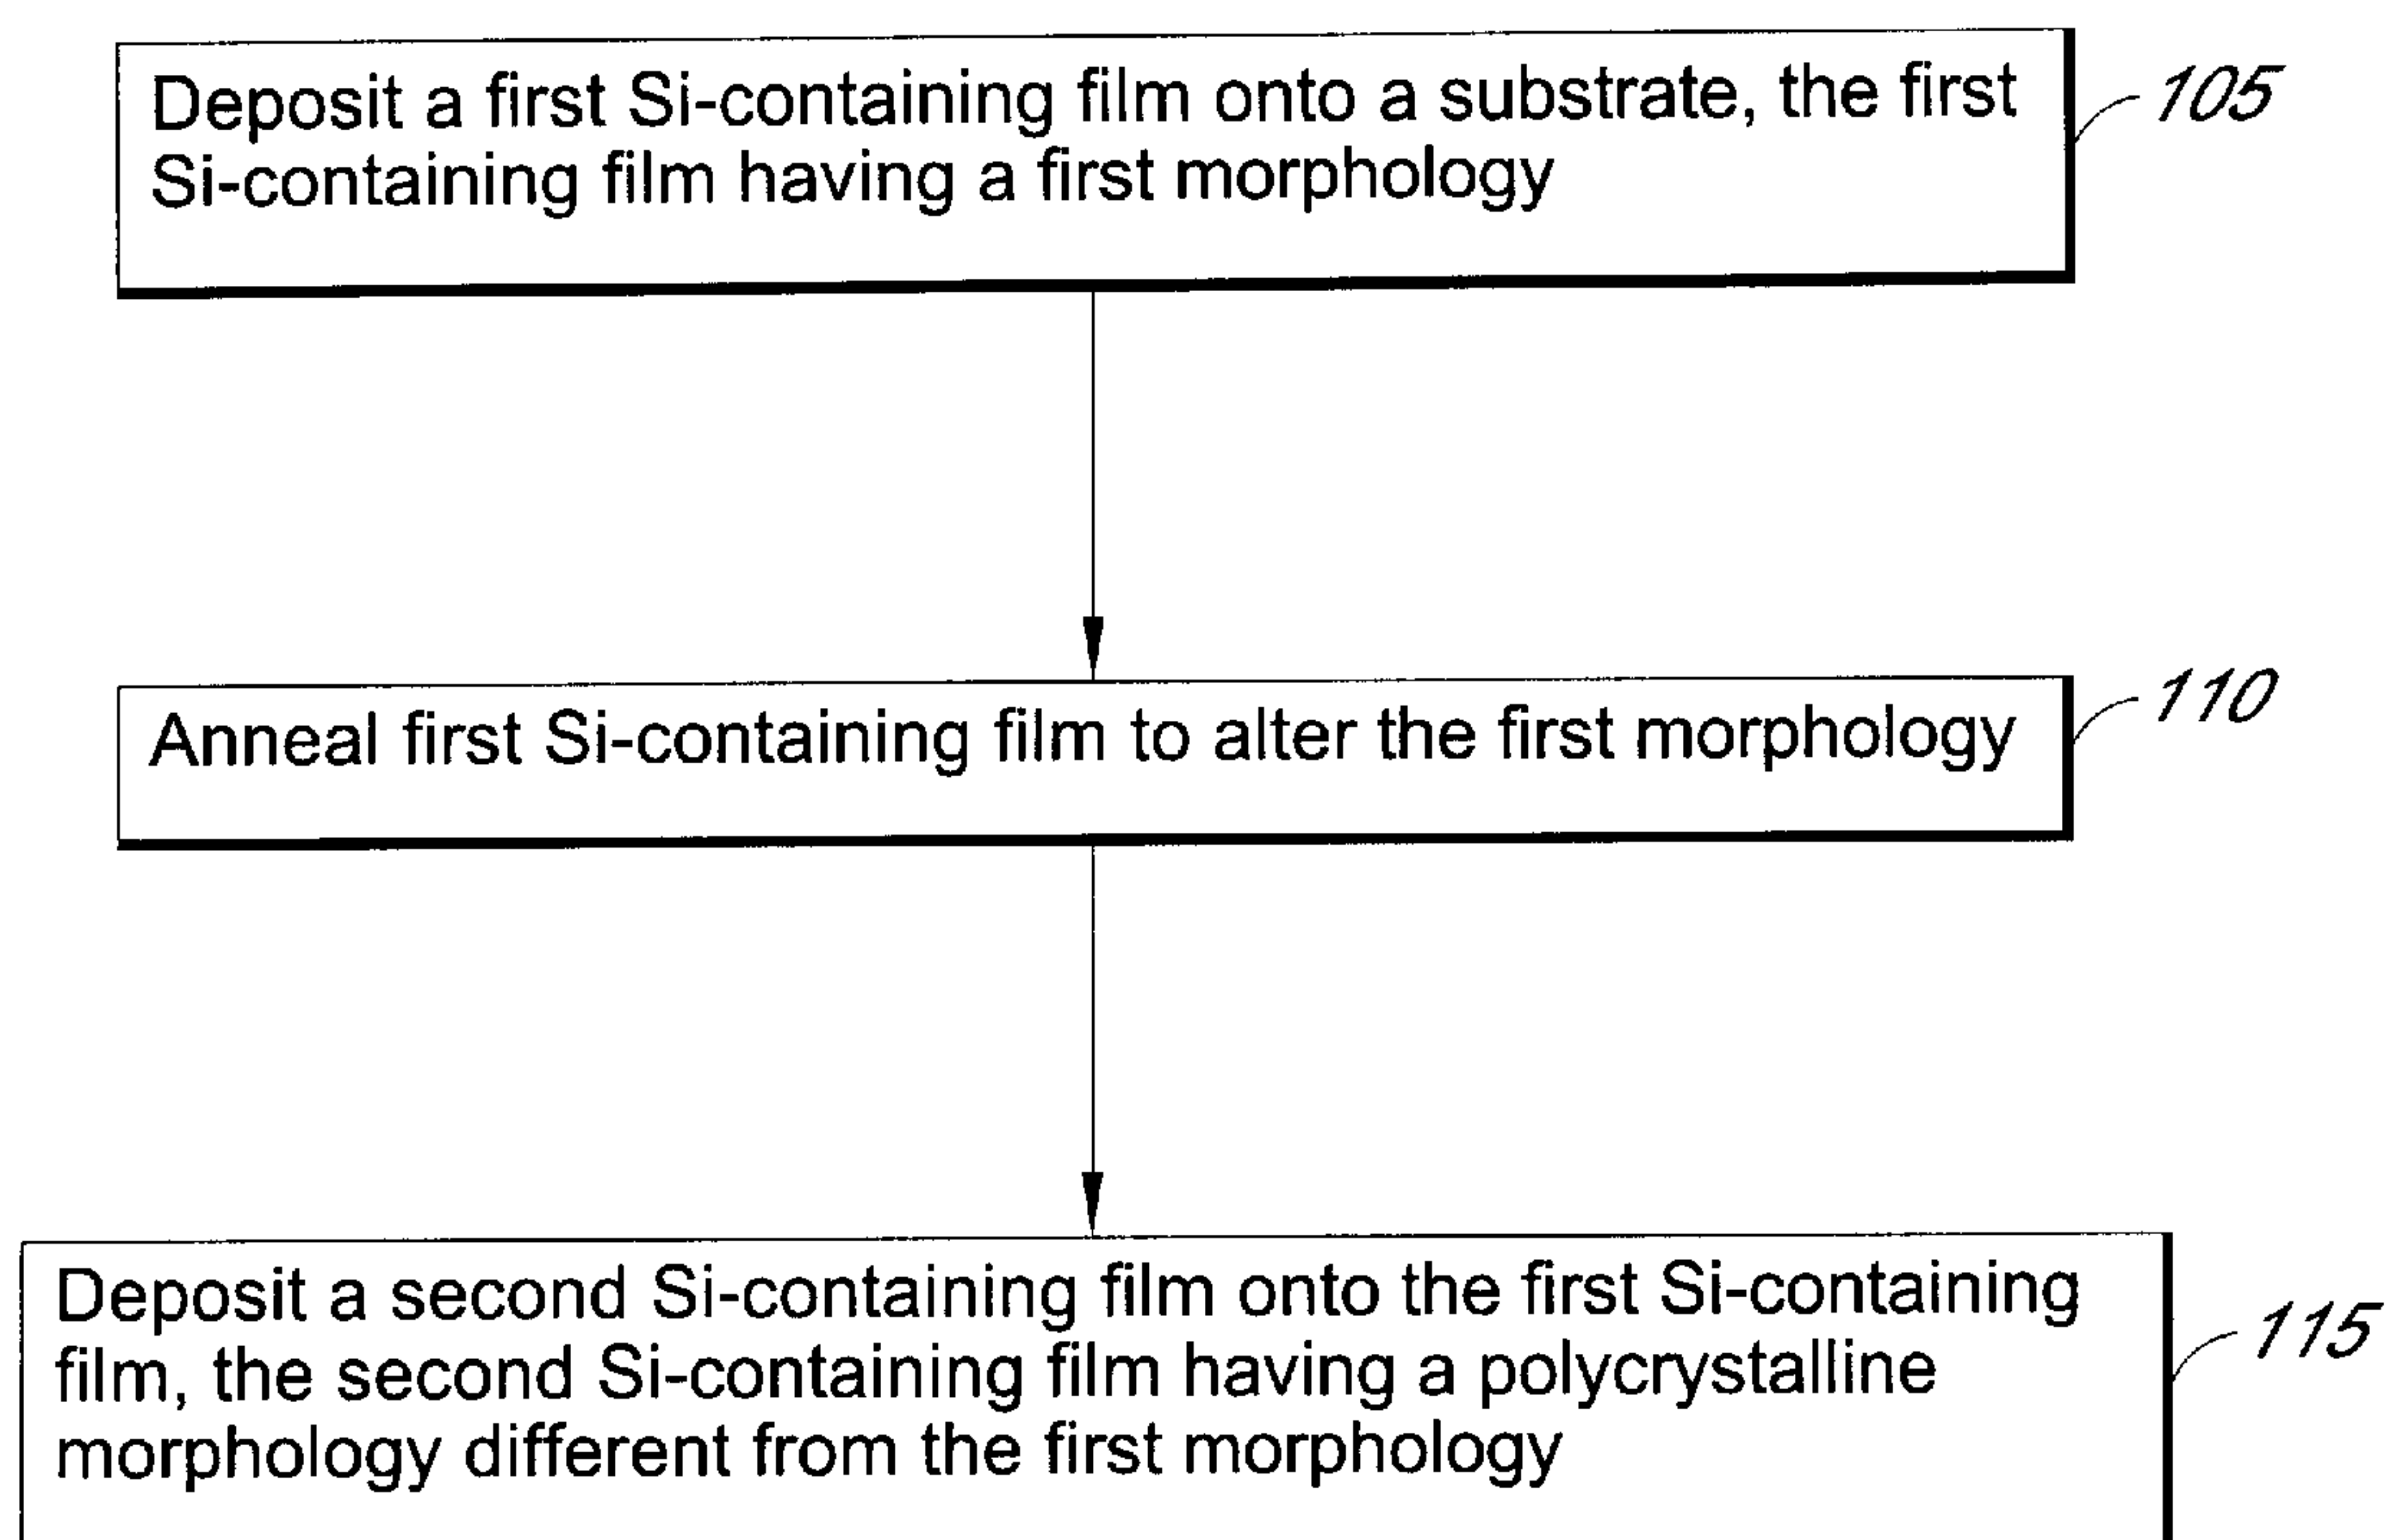 Deposit a first Si-containing film onto a substrate, the first
Si-containing film having a first morphology
105
Anneal first Si-containing film to alter the first morphology
110
Deposit a second Si-containing film onto the first Si-containing
film, the second Si-containing film having a polycrystalline
morphology different from the first morphology
115